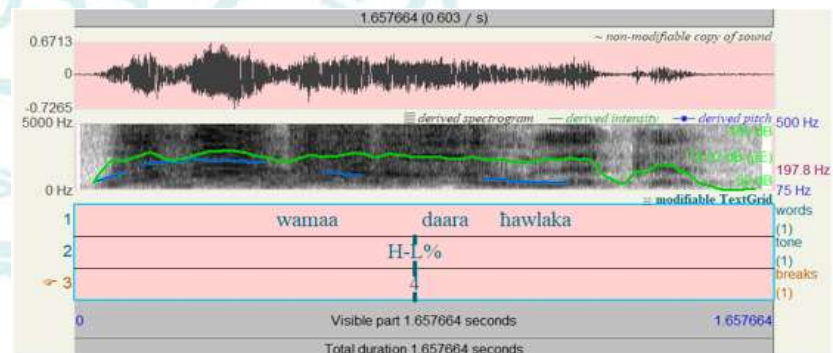 1.657664 (0.603 / s)
0.6713
~ non-modifiable copy of sound
0
-0.7265
≣ derived spectrogram — derived intensity —•— derived pitch
5000 Hz
500 Hz
197.8 Hz
0 Hz
75 Hz
≡ modifiable TextGrid
1 wamaa daara ħawlaka words (1)
2 H-L% tone (1)
☞ 3 4 breaks (1)
0 Visible part 1.657664 seconds 1.657664
Total duration 1.657664 seconds